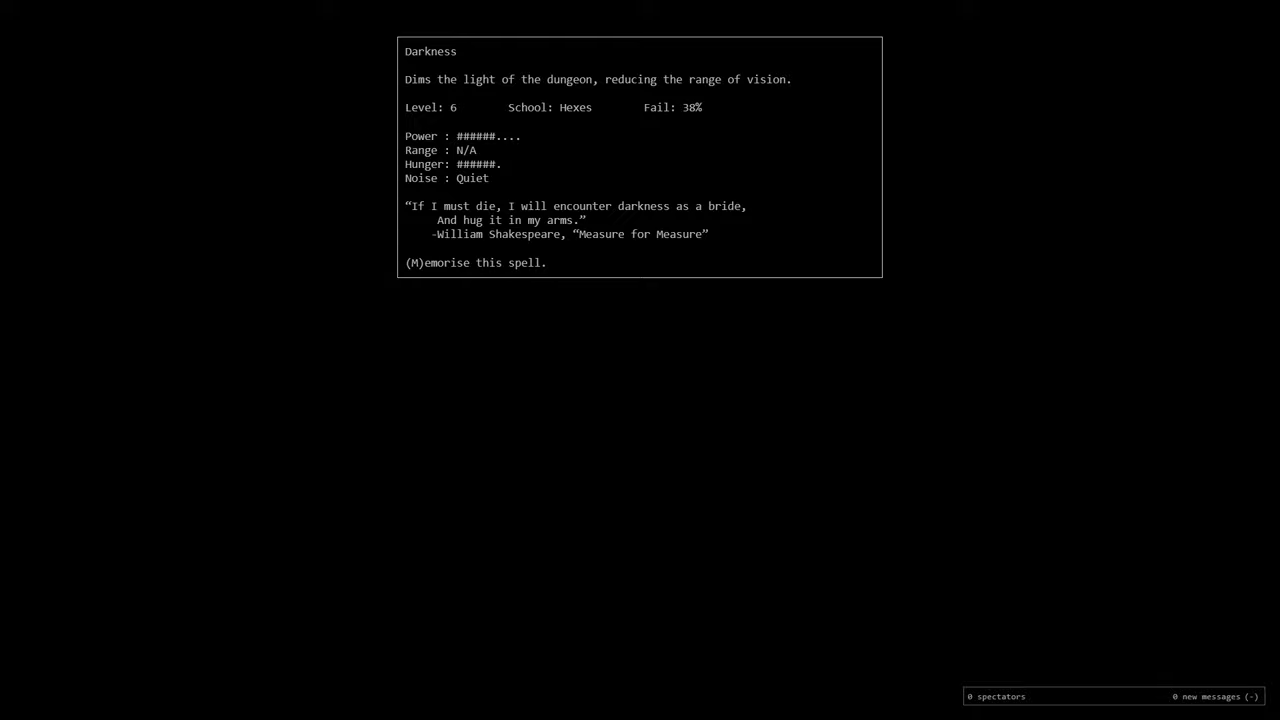 Darkness
Dims the light of the dungeon, reducing the range of vision.
Level: 6 School: Hexes Fail: 38%
Power : ######....
Range : N/A
Hunger: ######.
Noise : Quiet
“If I must die, I will encounter darkness as a bride,
And hug it in my arms.”
-William Shakespeare, “Measure for Measure”
(M)emorise this spell.
0 spectators 0 new messages (-)